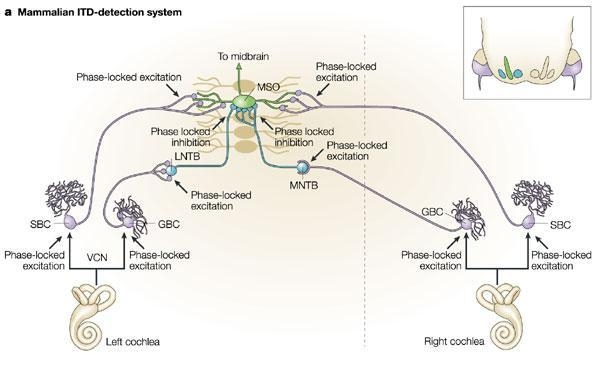 a Mammalian ITD-detection system
To midbrain
Phase-locked excitation
MSO
Phase-locked
excitation
Phase locked
inhibition
Phase locked
inhibition
LNTB
Phase-locked
excitation
MNTB
Phase-locked
excitation
SBC
GBC
GBC
SBC
Phase-locked
excitation
VCN
Phase-locked
excitation
Phase-locked
excitation
Phase-locked
excitation
Left cochlea
Right cochlea